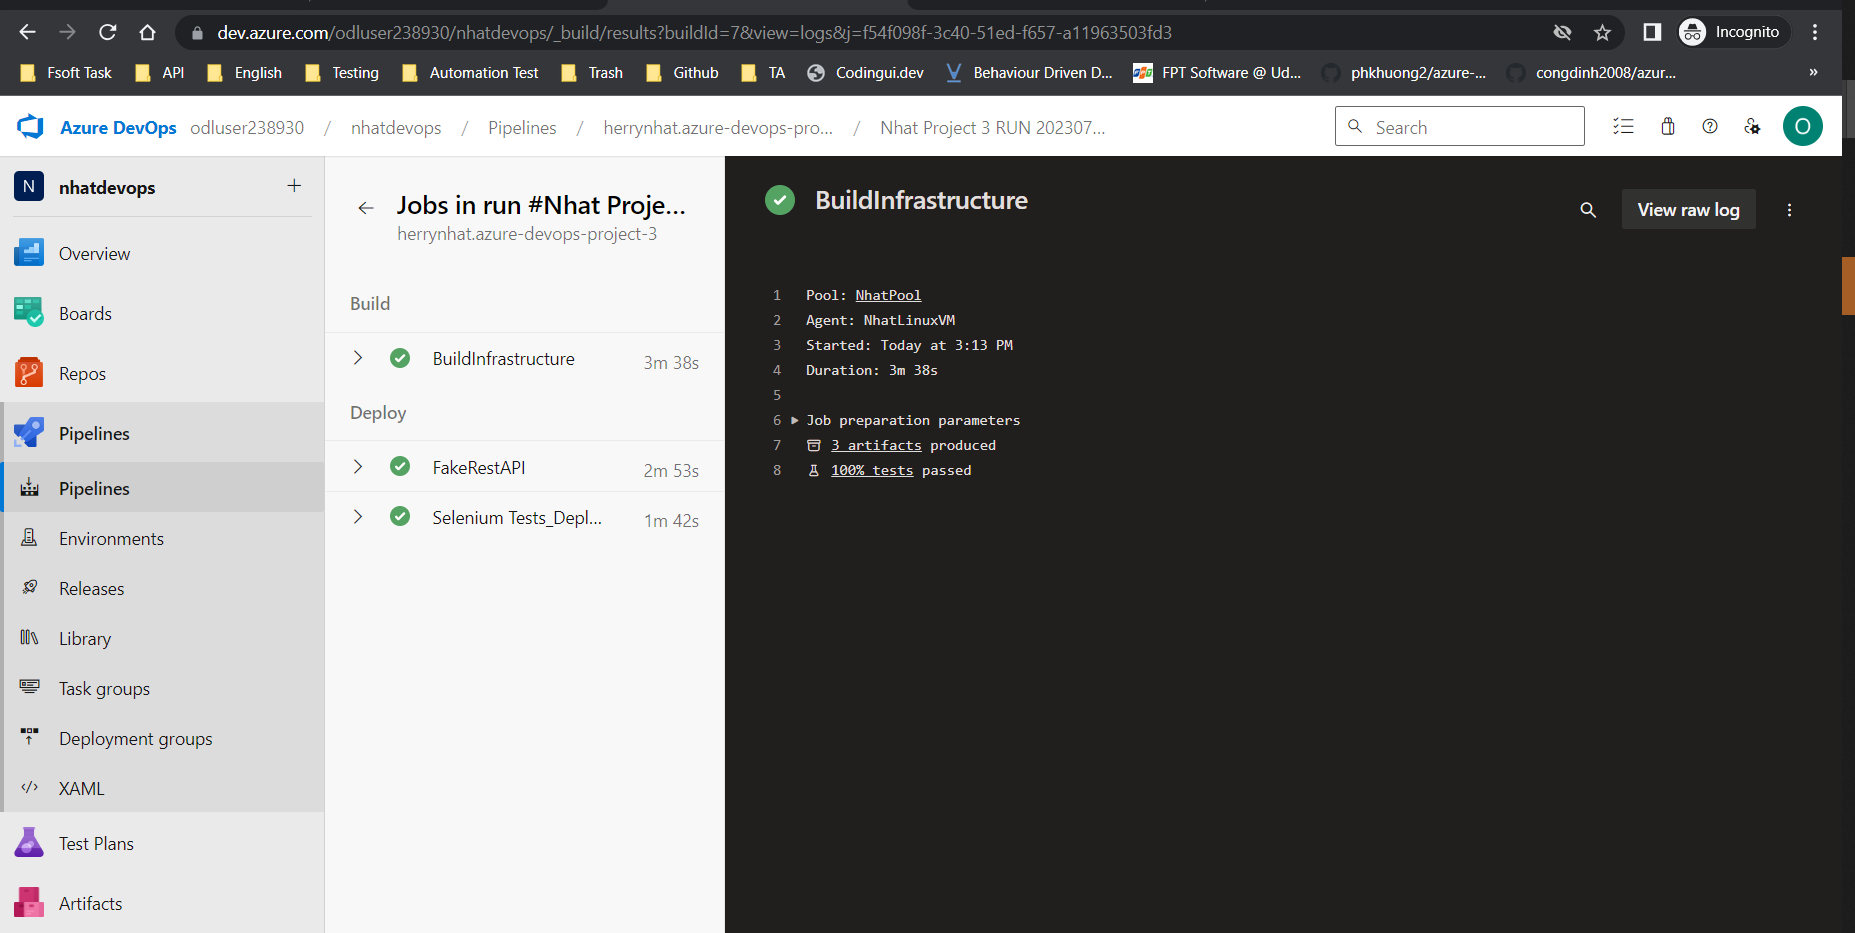 dev.azure.com/odluser238930/nhatdevops/_build/results?buildId=7&view=logs&j=f54f098f-3c40-51ed-f657-a11963503fd3
Incognito
Fsoft Task API English Testing Automation Test Trash Github TA Codingui.dev Behaviour Driven D... FPT Software @ Ud... phkhuong2/azure-... congdinh2008/azur... »
Azure DevOps odluser238930 / nhatdevops / Pipelines / herrynhat.azure-devops-pro... / Nhat Project 3 RUN 202307...
Search
O
N nhatdevops +
Overview
Boards
Repos
Pipelines
Pipelines
Environments
Releases
Library
Task groups
Deployment groups
XAML
Test Plans
Artifacts
Jobs in run #Nhat Proje...
herrynhat.azure-devops-project-3
Build
BuildInfrastructure 3m 38s
Deploy
FakeRestAPI 2m 53s
Selenium Tests_Depl... 1m 42s
BuildInfrastructure
View raw log
1 Pool: NhatPool
2 Agent: NhatLinuxVM
3 Started: Today at 3:13 PM
4 Duration: 3m 38s
5
6 Job preparation parameters
7 3 artifacts produced
8 100% tests passed